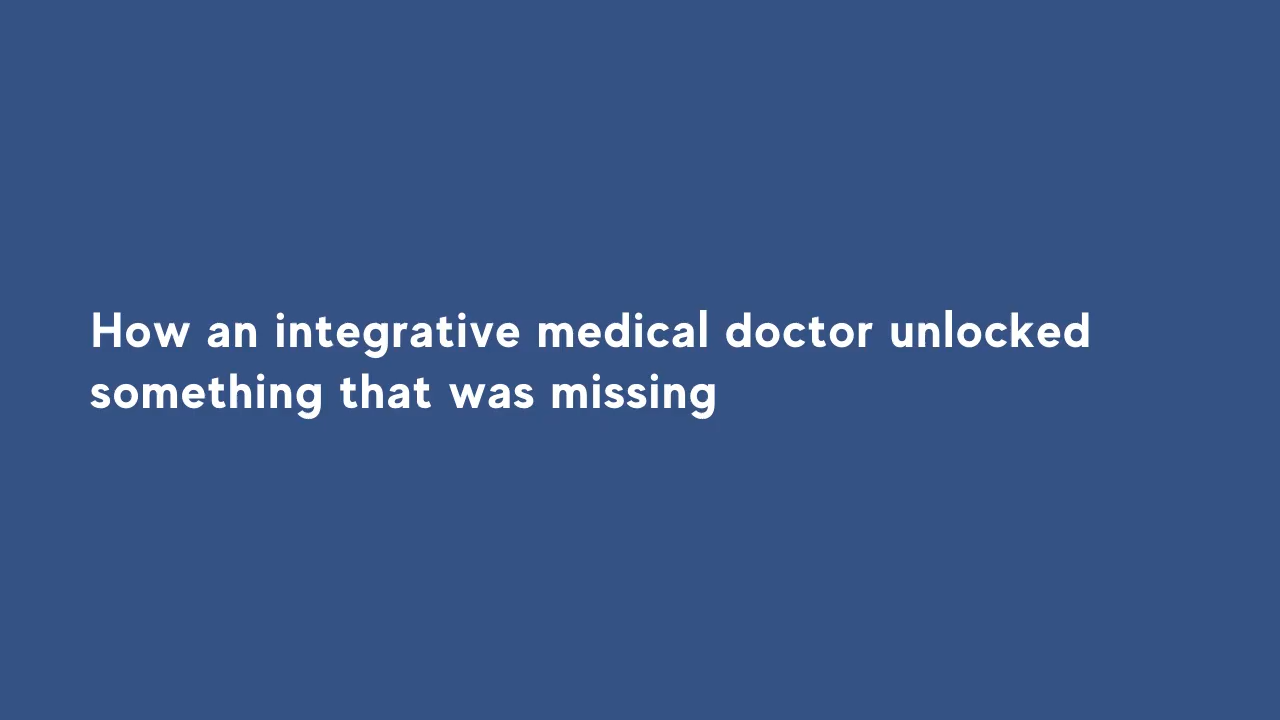 How an integrative medical doctor unlocked
something that was missing